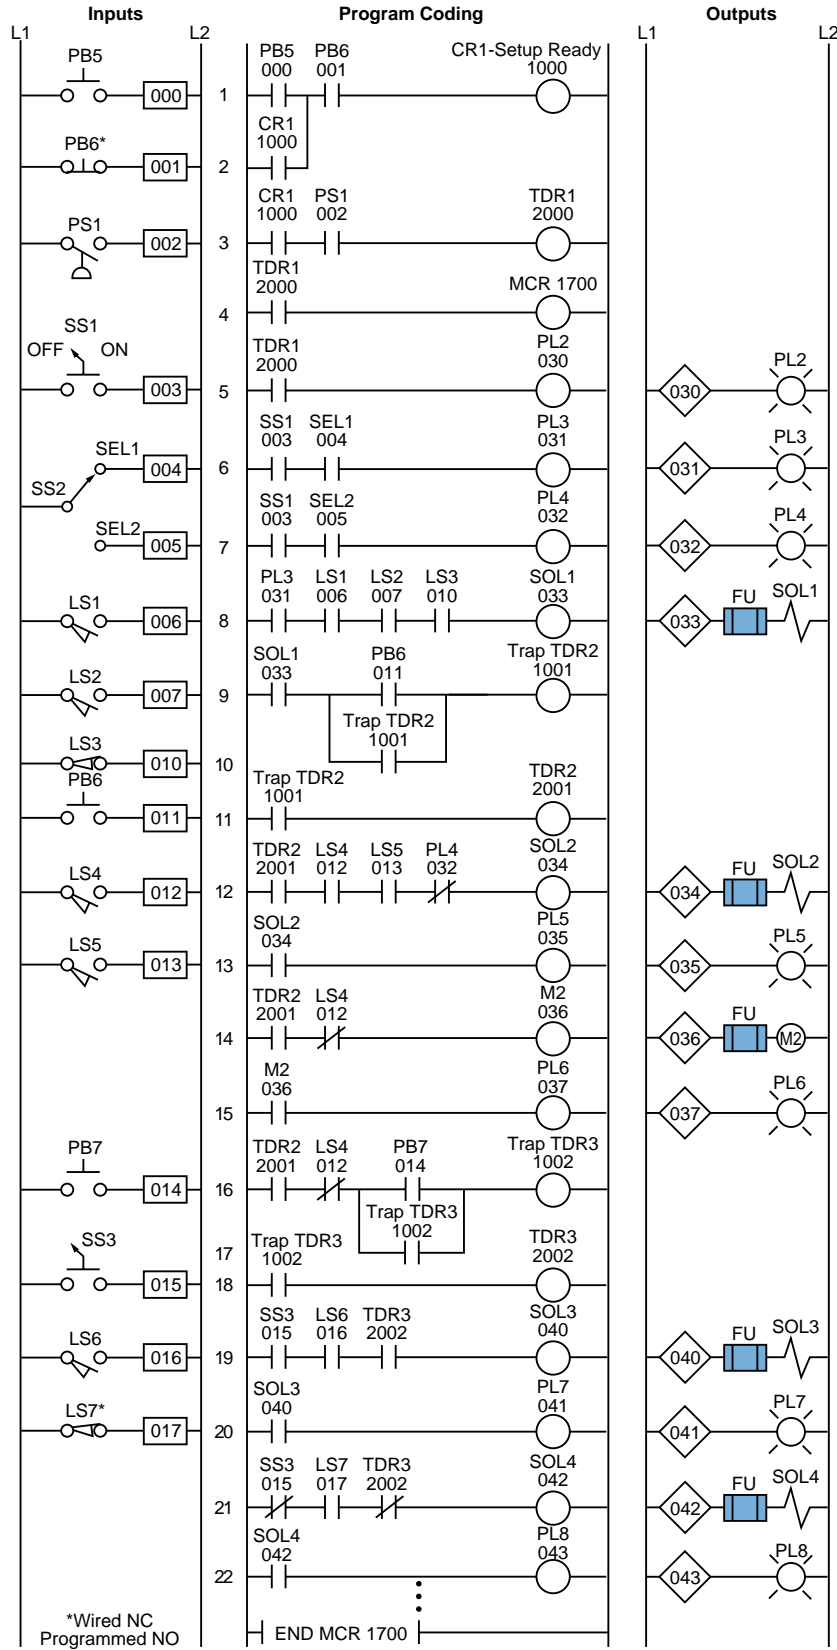 Inputs Program Coding Outputs
L1 L2 L1 L2
PB5 000
1 PB5 PB6 CR1-Setup Ready
000 001 1000
PB6* 001
2 CR1
1000
PS1 002
3 CR1 PS1 TDR1
1000 002 2000
4 TDR1 MCR 1700
2000
SS1
OFF ON
003
5 TDR1 PL2
2000 030
030 PL2
SS2 SEL1 004
6 SS1 SEL1 PL3
003 004 031
031 PL3
SEL2 005
7 SS1 SEL2 PL4
003 005 032
032 PL4
LS1 006
8 PL3 LS1 LS2 LS3 SOL1
031 006 007 010 033
033 FU SOL1
LS2 007
9 SOL1 PB6 Trap TDR2
033 011 1001
LS3 010
10 Trap TDR2
1001
PB6 011
11 Trap TDR2 TDR2
1001 2001
LS4 012
12 TDR2 LS4 LS5 PL4 SOL2
2001 012 013 032 034
034 FU SOL2
LS5 013
13 SOL2 PL5
034 035
035 PL5
14 TDR2 LS4 M2
2001 012 036
036 FU M2
15 M2 PL6
036 037
037 PL6
PB7 014
16 TDR2 LS4 PB7 Trap TDR3
2001 012 014 1002
17 Trap TDR3
1002
SS3 015
18 Trap TDR3 TDR3
1002 2002
LS6 016
19 SS3 LS6 TDR3 SOL3
015 016 2002 040
040 FU SOL3
LS7* 017
20 SOL3 PL7
040 041
041 PL7
21 SS3 LS7 TDR3 SOL4
015 017 2002 042
042 FU SOL4
22 SOL4 PL8
042 043
043 PL8
*Wired NC
Programmed NO
END MCR 1700